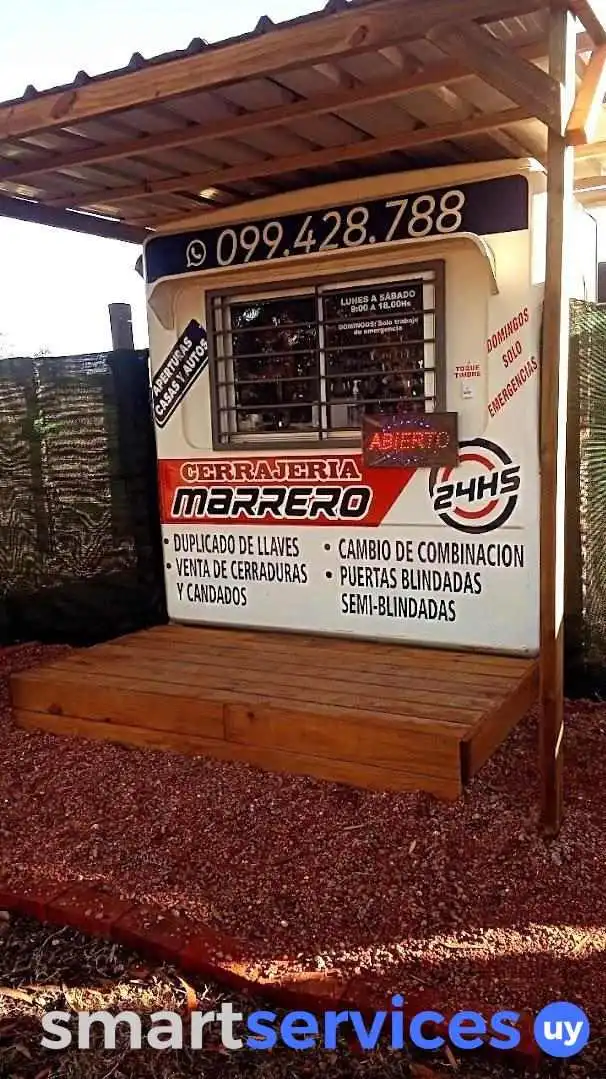 099.428.788
LUNES A SÁBADO
9:00 A 18.00HS
DOMINGOS/ Solo trabajo
de emergencia
APERTURAS
CASAS Y AUTOS
TOQUE
TIMBRE
DOMINGOS
SOLO
EMERGENCIAS
ABIERTO
CERRAJERIA
MARRERO
24HS
• DUPLICADO DE LLAVES
• VENTA DE CERRADURAS
Y CANDADOS
• CAMBIO DE COMBINACION
• PUERTAS BLINDADAS
SEMI-BLINDADAS
smartservices uy